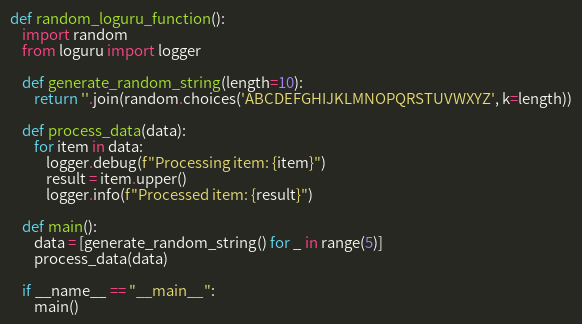 def random_loguru_function():
    import random
    from loguru import logger

    def generate_random_string(length=10):
        return ''.join(random.choices('ABCDEFGHIJKLMNOPQRSTUVWXYZ', k=length))

    def process_data(data):
        for item in data:
            logger.debug(f"Processing item: {item}")
            result = item.upper()
            logger.info(f"Processed item: {result}")

    def main():
        data = [generate_random_string() for _ in range(5)]
        process_data(data)

    if __name__ == "__main__":
        main()